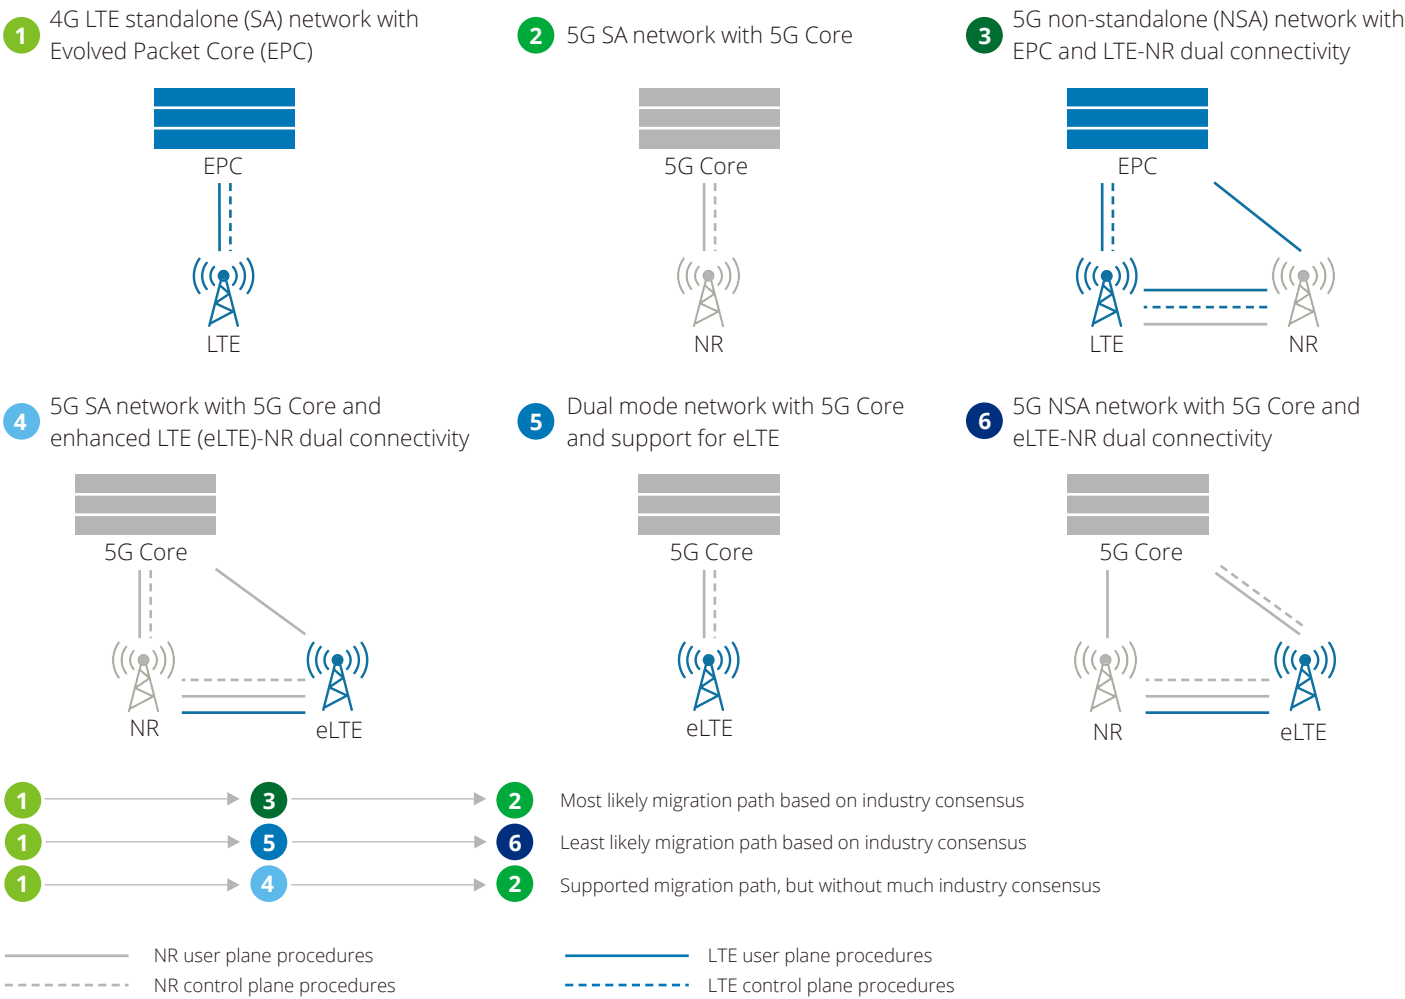 1
4G LTE standalone (SA) network with
Evolved Packet Core (EPC)
2
5G SA network with 5G Core
3
5G non-standalone (NSA) network with
EPC and LTE-NR dual connectivity
EPC
LTE
5G Core
NR
EPC
LTE
NR
4
5G SA network with 5G Core and
enhanced LTE (eLTE)-NR dual connectivity
5
Dual mode network with 5G Core
and support for eLTE
6
5G NSA network with 5G Core and
eLTE-NR dual connectivity
5G Core
NR
eLTE
5G Core
eLTE
5G Core
NR
eLTE
1 3 2 Most likely migration path based on industry consensus
1 5 6 Least likely migration path based on industry consensus
1 4 2 Supported migration path, but without much industry consensus
NR user plane procedures
LTE user plane procedures
NR control plane procedures
LTE control plane procedures